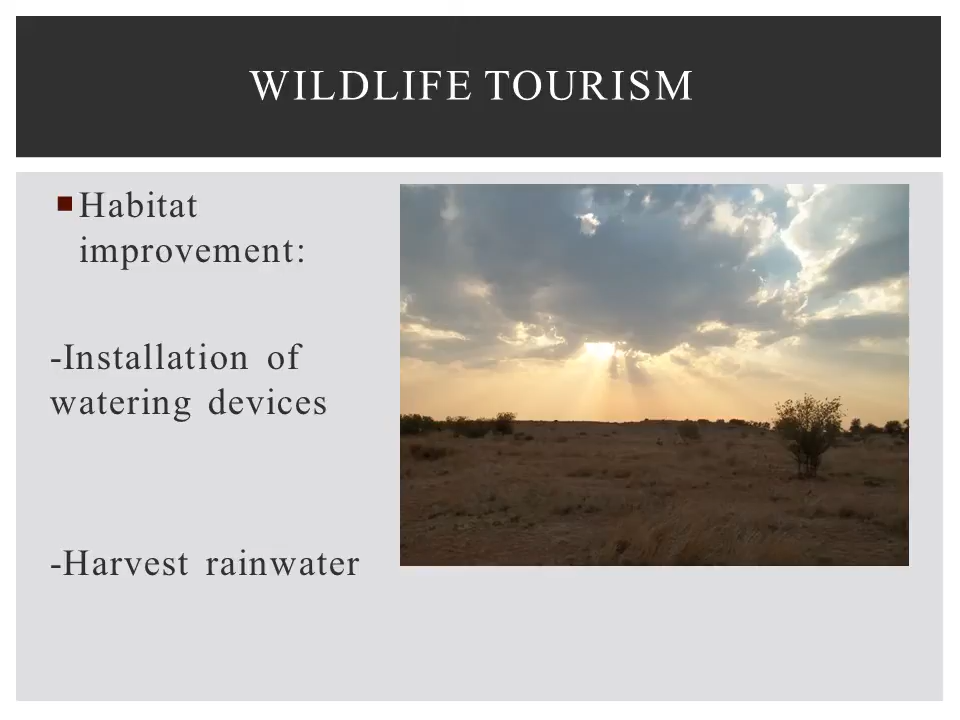 WILDLIFE TOURISM
Habitat
improvement:
-Installation of
watering devices
-Harvest rainwater